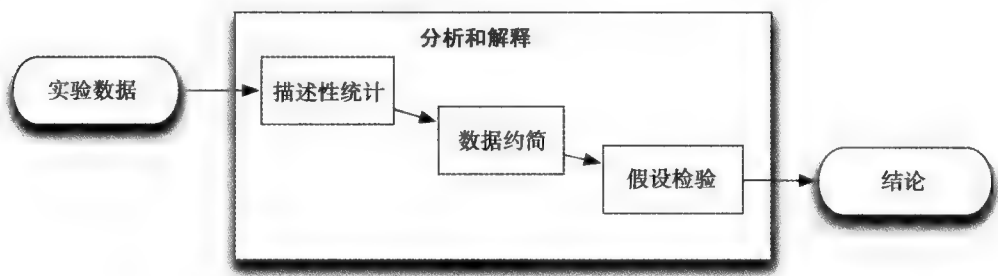 分析和解释
实验数据
描述性统计
数据约简
假设检验
结论